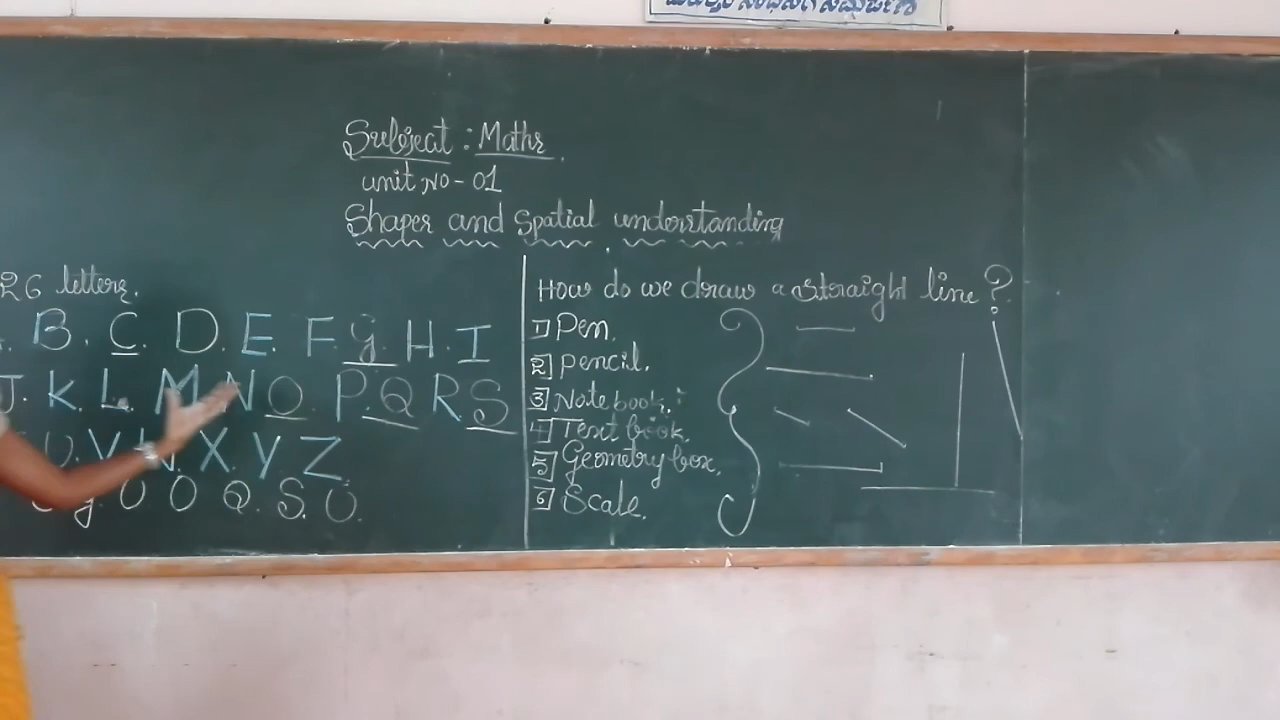 Subject : Maths.
unit No - 01
Shapes and Spatial understanding
26 letters.
B. C. D. E. F G. H. I
J. K. L. M N O. P Q R. S
U. V W. X. Y Z.
O O Q. S. U.
How do we draw a straight line ?
1 Pen.
2 Pencil.
3 Note book.
4 Text book.
5 Geometry box.
6 Scale.